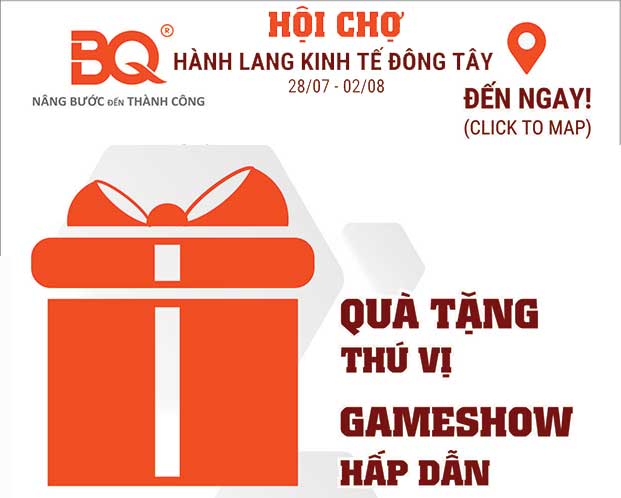 BQ®
NÂNG BƯỚC ĐẾN THÀNH CÔNG
HỘI CHỢ
HÀNH LANG KINH TẾ ĐÔNG TÂY
28/07 - 02/08
ĐẾN NGAY!
(CLICK TO MAP)
QUÀ TẶNG
THÚ VỊ
GAMESHOW
HẤP DẪN